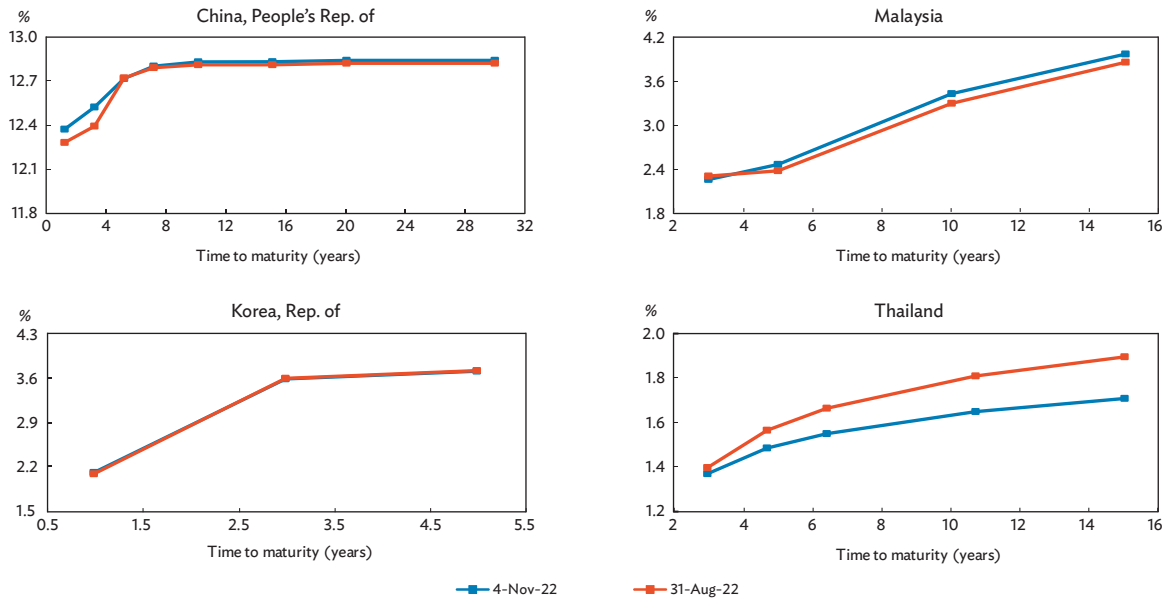 China, People's Rep. of
%
13.0
12.7
12.4
12.1
11.8
0 4 8 12 16 20 24 28 32
Time to maturity (years)
Malaysia
%
4.2
3.6
3.0
2.4
1.8
2 4 6 8 10 12 14 16
Time to maturity (years)
Korea, Rep. of
%
4.3
3.6
2.9
2.2
1.5
0.5 1.5 2.5 3.5 4.5 5.5
Time to maturity (years)
Thailand
%
2.0
1.8
1.6
1.4
1.2
2 4 6 8 10 12 14 16
Time to maturity (years)
4-Nov-22 31-Aug-22